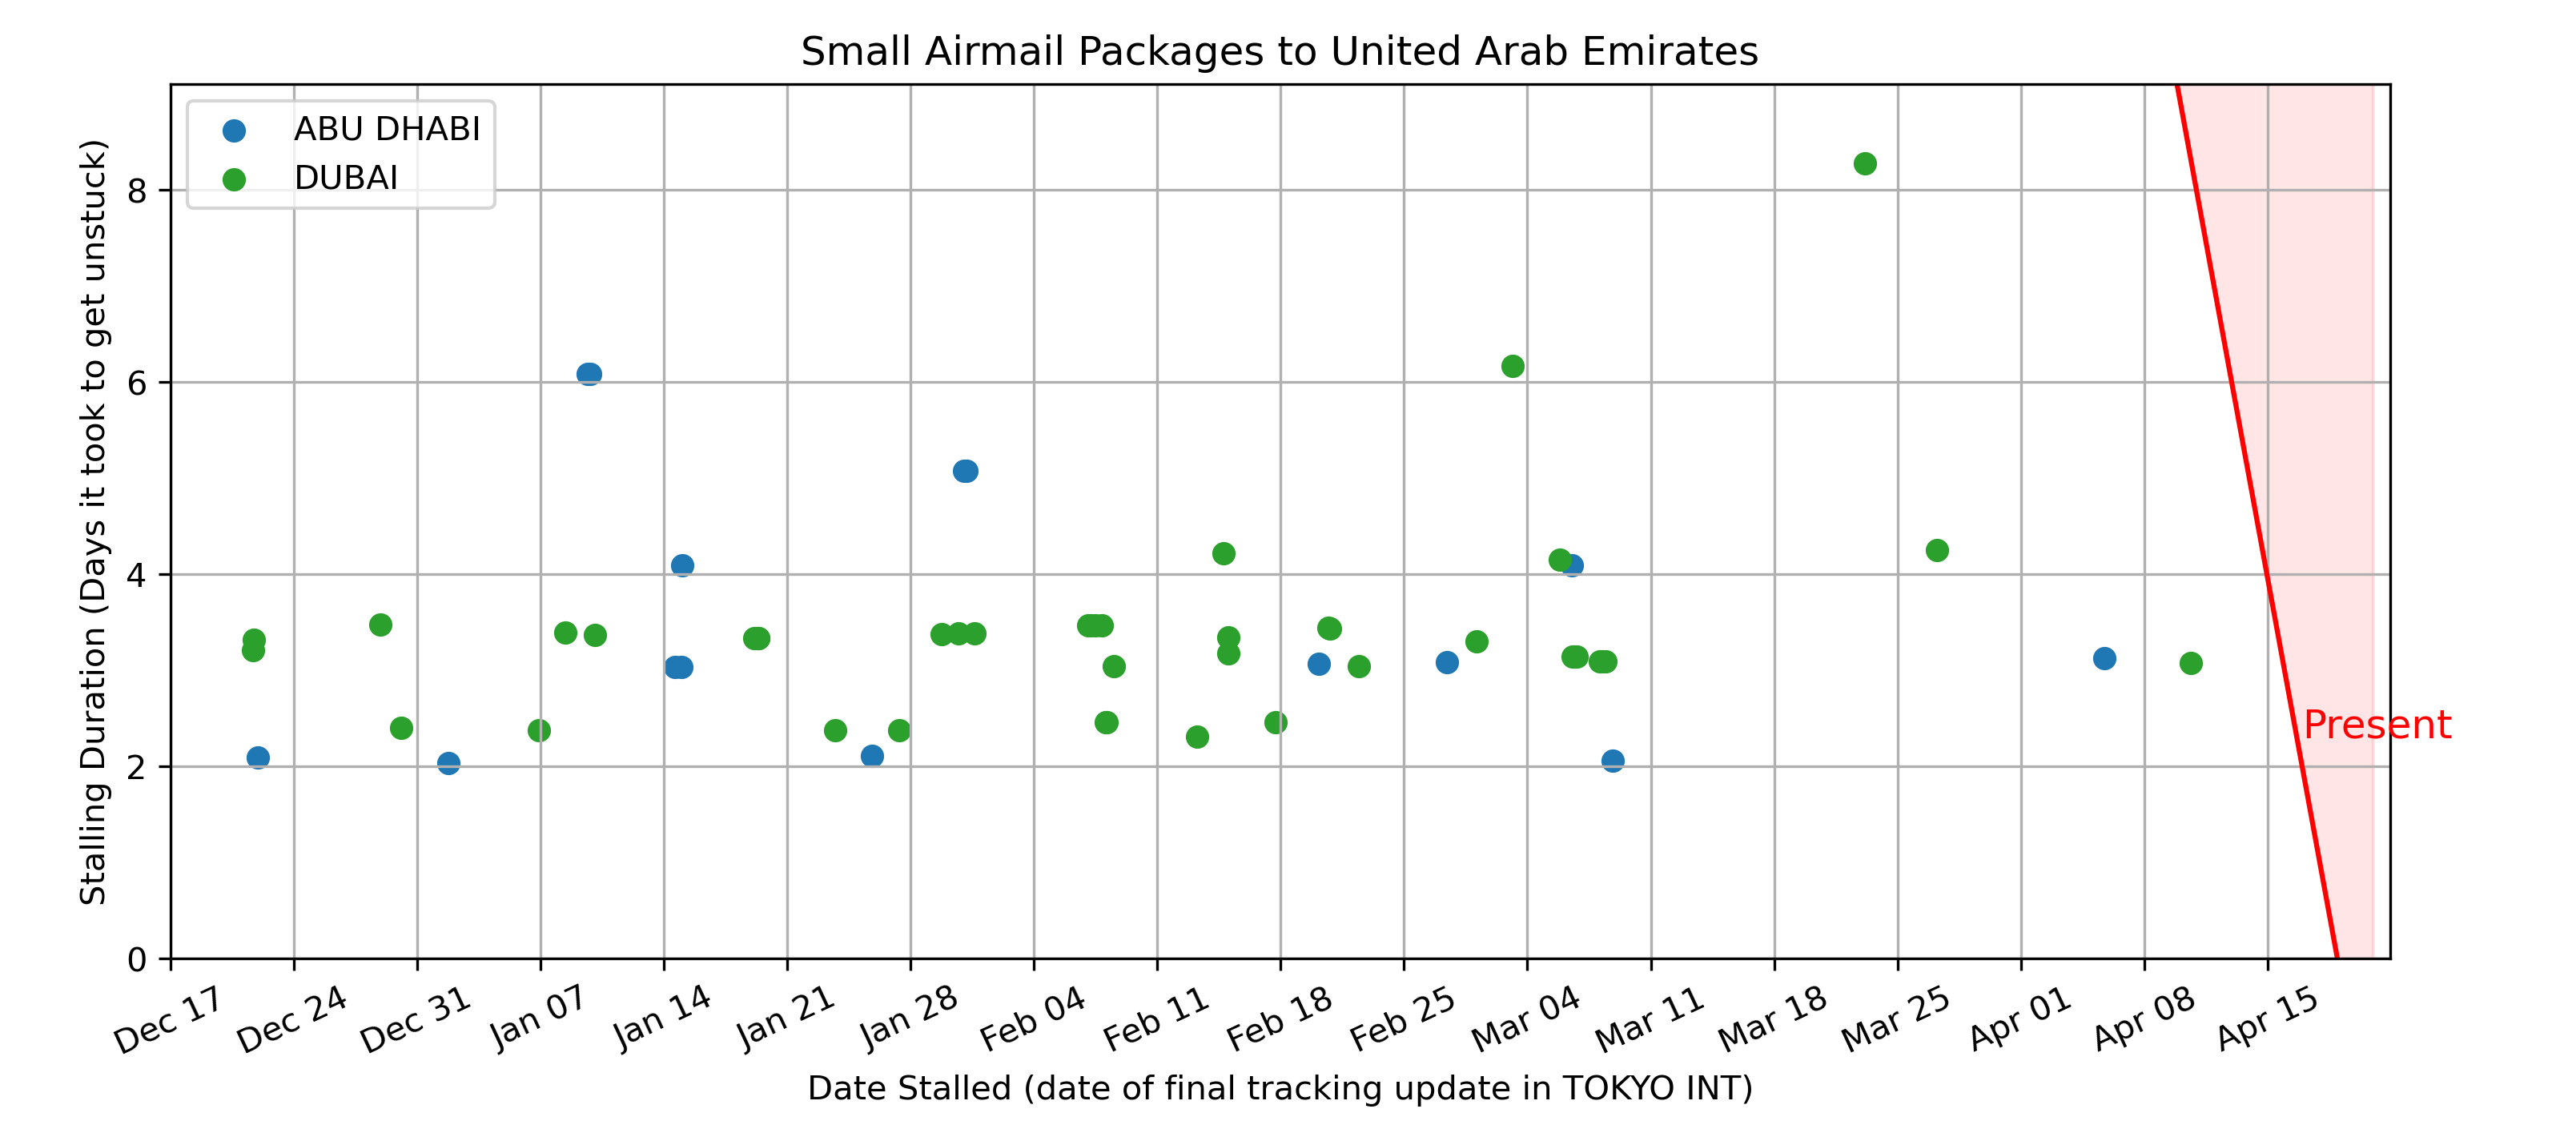 Small Airmail Packages to United Arab Emirates
ABU DHABI
DUBAI
Stalling Duration (Days it took to get unstuck)
8
6
4
2
0
Present
Dec 17
Dec 24
Dec 31
Jan 07
Jan 14
Jan 21
Jan 28
Feb 04
Feb 11
Feb 18
Feb 25
Mar 04
Mar 11
Mar 18
Mar 25
Apr 01
Apr 08
Apr 15
Date Stalled (date of final tracking update in TOKYO INT)